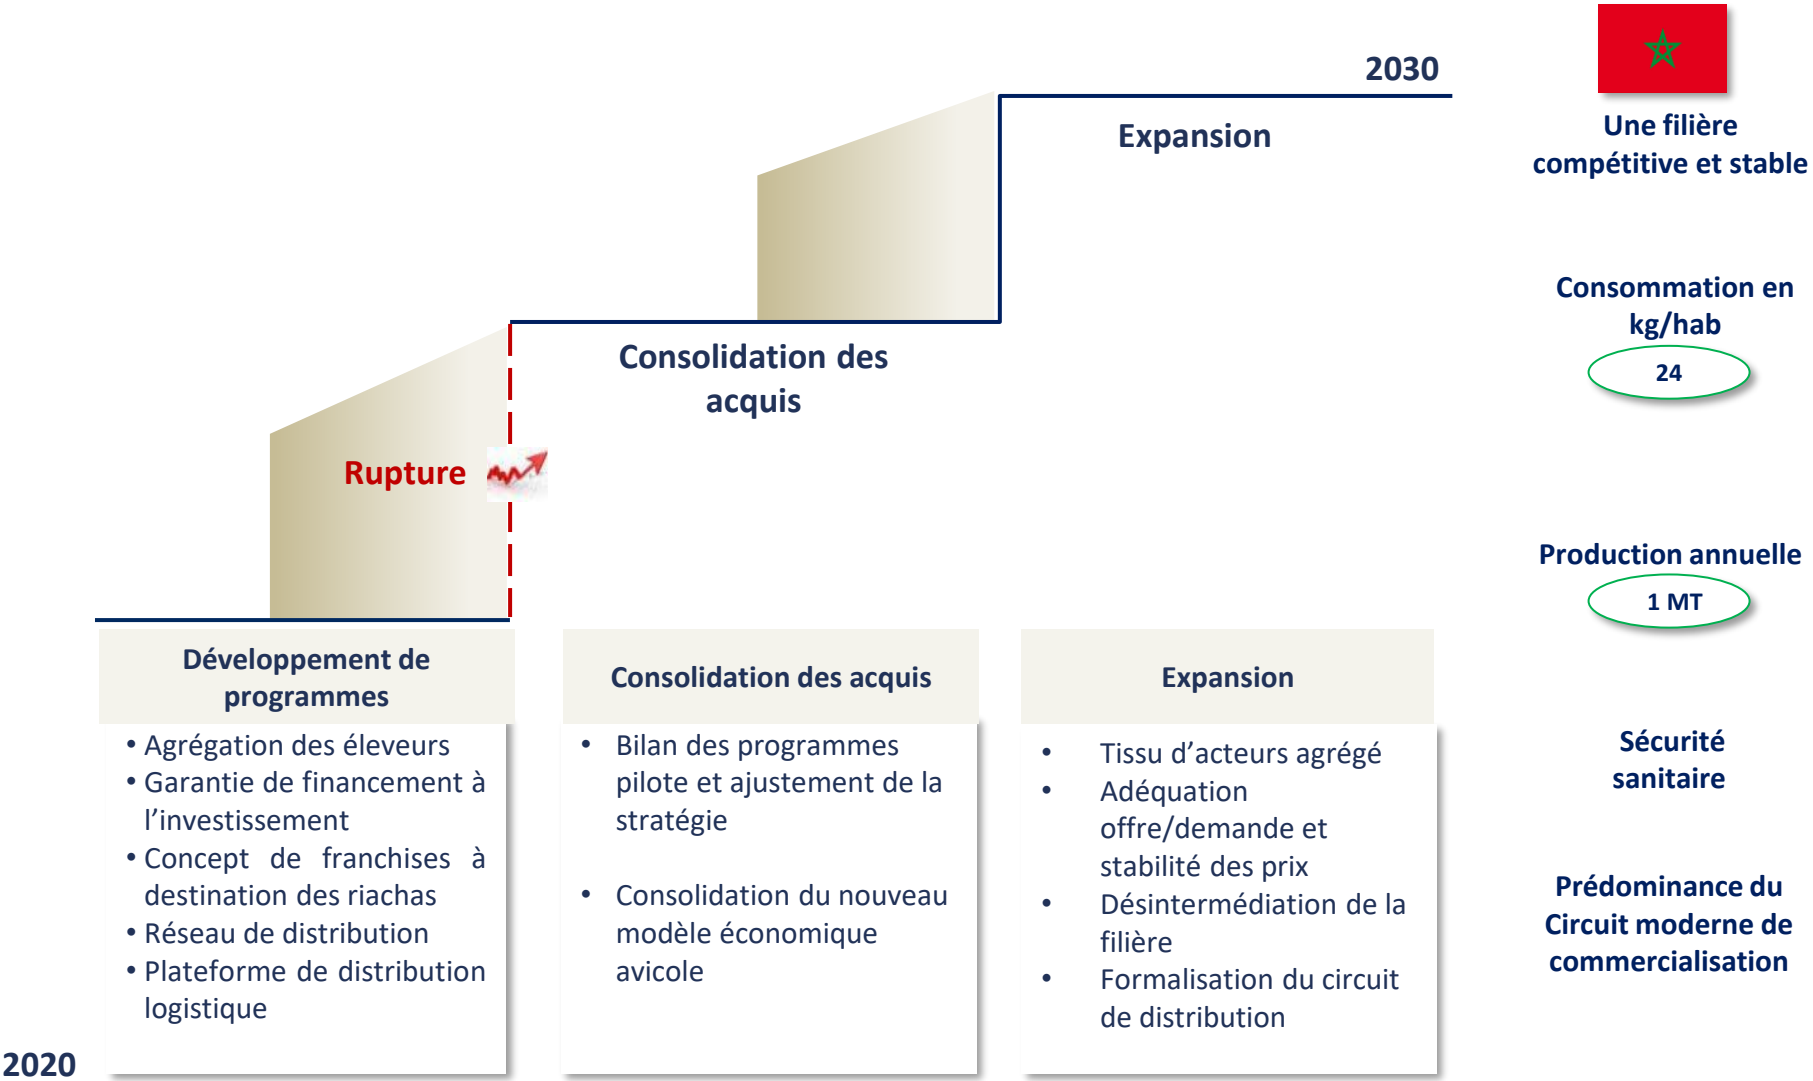 2030
Expansion
Consolidation des
acquis
Rupture
Développement de
programmes
• Agrégation des éleveurs
• Garantie de financement à
l’investissement
• Concept de franchises à
destination des riachas
• Réseau de distribution
• Plateforme de distribution
logistique
Consolidation des acquis
• Bilan des programmes
pilote et ajustement de la
stratégie
• Consolidation du nouveau
modèle économique
avicole
Expansion
• Tissu d’acteurs agrégé
• Adéquation
offre/demande et
stabilité des prix
• Désintermédiation de la
filière
• Formalisation du circuit
de distribution
2020
Une filière
compétitive et stable
Consommation en
kg/hab
24
Production annuelle
1 MT
Sécurité
sanitaire
Prédominance du
Circuit moderne de
commercialisation